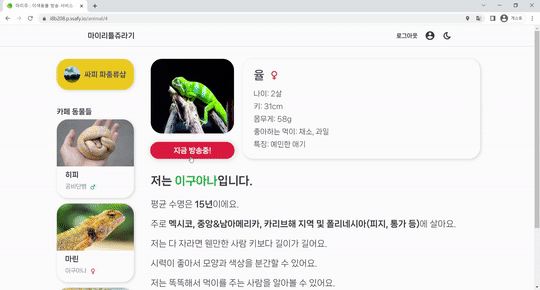 마리쥬 - 이색동물 방송 서비스
i8b208.p.ssafy.io/animal/4
게스트
마이리틀쥬라기
로그아웃
싸피 파충류샵
카페 동물들
히피
곰비단뱀 ♂
마린
이구아나 ♀
지금 방송중!
율 ♀
나이: 2살
키: 31cm
몸무게: 58g
좋아하는 먹이: 채소, 과일
특징: 예민한 애기
저는 이구아나입니다.
평균 수명은 15년이에요.
주로 멕시코, 중앙&남아메리카, 카리브해 지역 및 폴리네시아(피지, 통가 등)에 살아요.
저는 다 자라면 웬만한 사람 키보다 길이가 길어요.
시력이 좋아서 모양과 색상을 분간할 수 있어요.
저는 똑똑해서 먹이를 주는 사람을 알아볼 수 있어요.